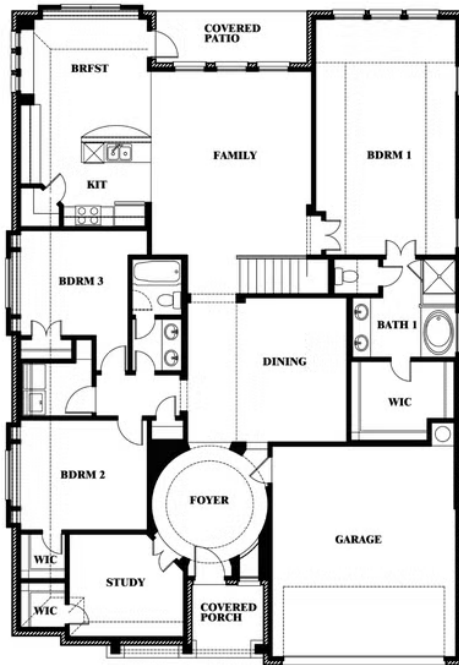 COVERED
PATIO
BRFST
FAMILY
BDRM 1
KIT
BDRM 3
BATH 1
DINING
WIC
BDRM 2
FOYER
GARAGE
WIC
STUDY
WIC
COVERED
PORCH